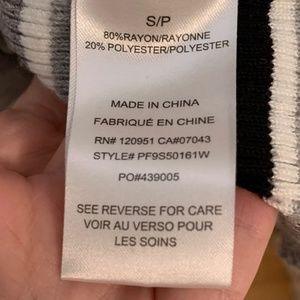 S/P
80%RAYON/RAYONNE
20% POLYESTER/POLYESTER
MADE IN CHINA
FABRIQUÉ EN CHINE
RN# 120951 CA#07043
STYLE# PF9S50161W
PO#439005
SEE REVERSE FOR CARE
VOIR AU VERSO POUR
LES SOINS